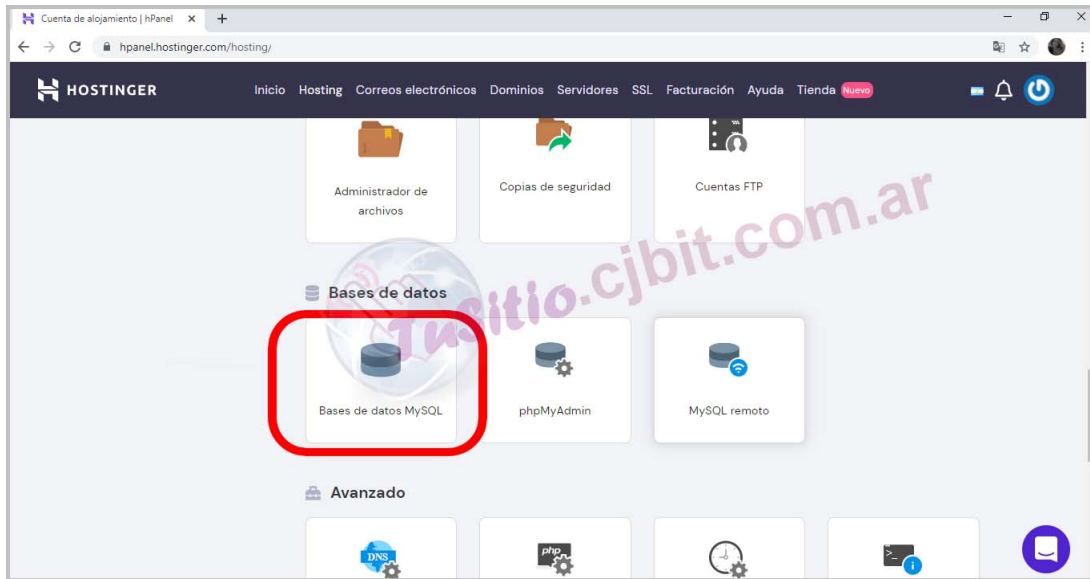 Cuenta de alojamiento | hPanel
hpanel.hostinger.com/hosting/
HOSTINGER
Inicio Hosting Correos electrónicos Dominios Servidores SSL Facturación Ayuda Tienda Nuevo
Administrador de
archivos
Copias de seguridad
Cuentas FTP
Tusitio.cjbit.com.ar
Bases de datos
Bases de datos MySQL
phpMyAdmin
MySQL remoto
Avanzado
DNS
php